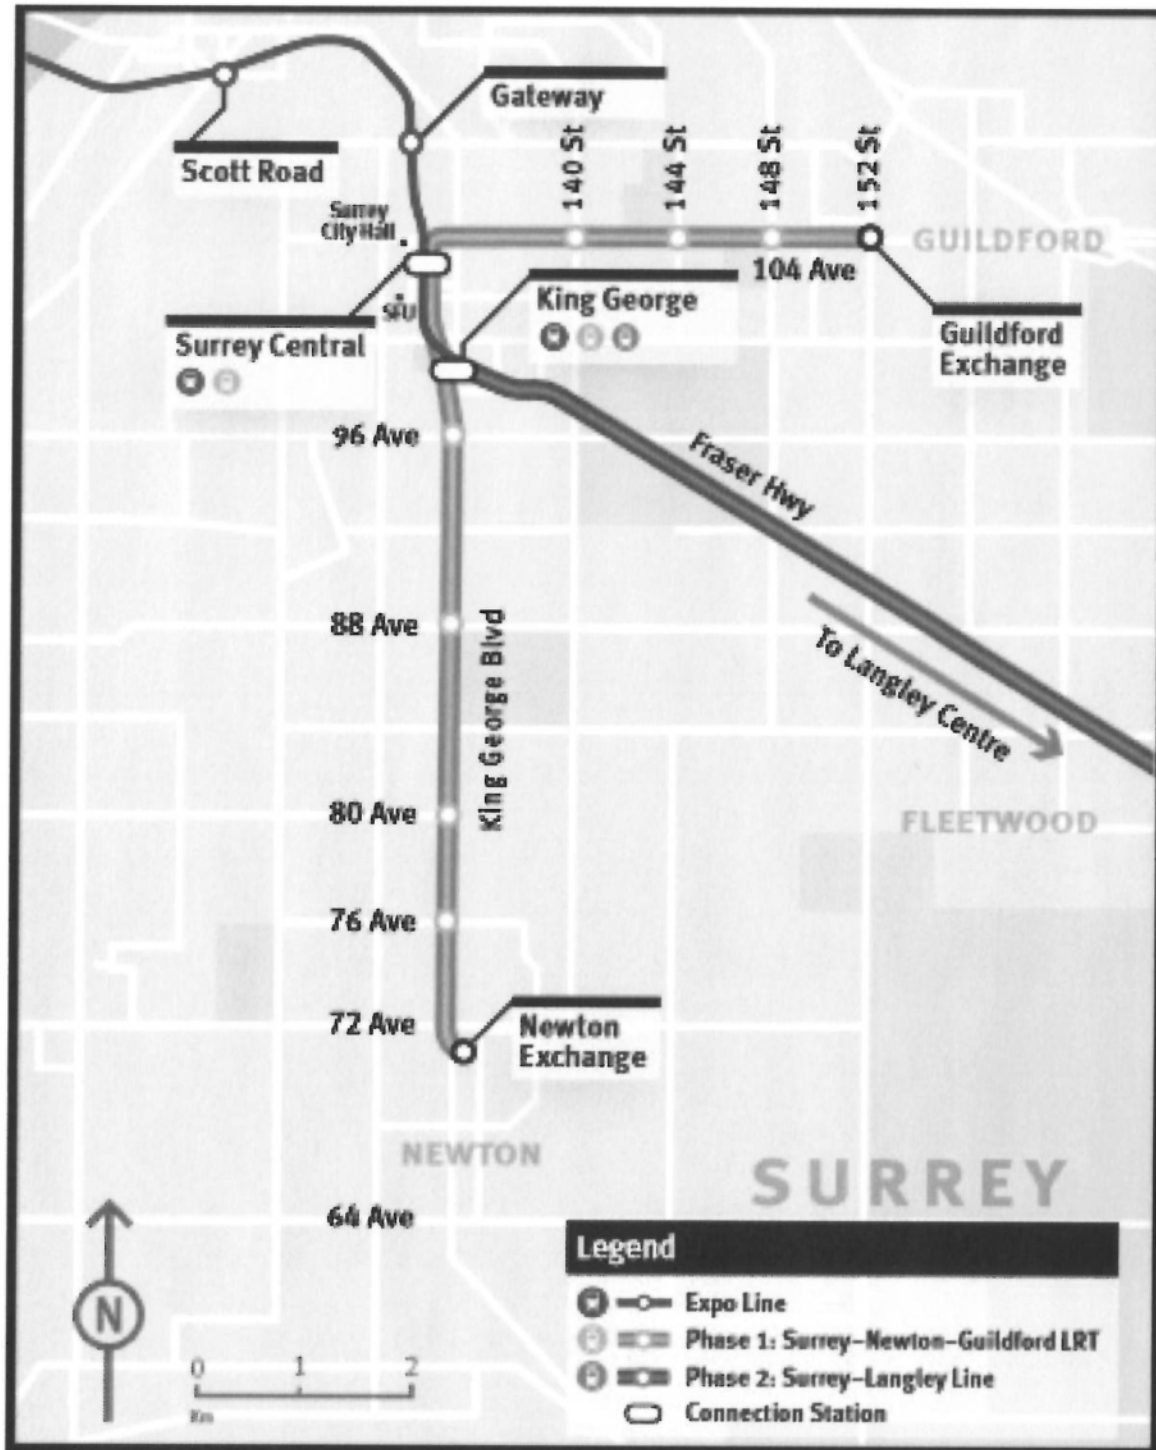 Gateway
Scott Road
140 St
144 St
148 St
152 St
Surrey
City Hall
GUILDFORD
104 Ave
King George
SFU
Surrey Central
Guildford
Exchange
96 Ave
Fraser Hwy
88 Ave
King George Blvd
To Langley Centre
80 Ave
FLEETWOOD
76 Ave
72 Ave
Newton
Exchange
NEWTON
SURREY
64 Ave
Legend
N
Expo Line
Phase 1: Surrey–Newton–Guildford LRT
0 1 2
Phase 2: Surrey–Langley Line
Km
Connection Station